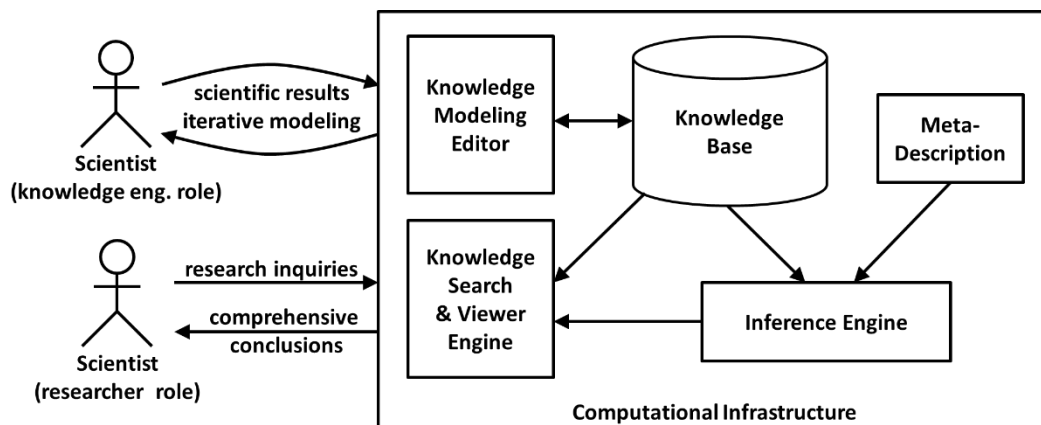 scientific results
iterative modeling
Scientist
(knowledge eng. role)
Knowledge
Modeling
Editor
Knowledge
Base
Meta-
Description
research inquiries
comprehensive
conclusions
Scientist
(researcher role)
Knowledge
Search
& Viewer
Engine
Inference Engine
Computational Infrastructure